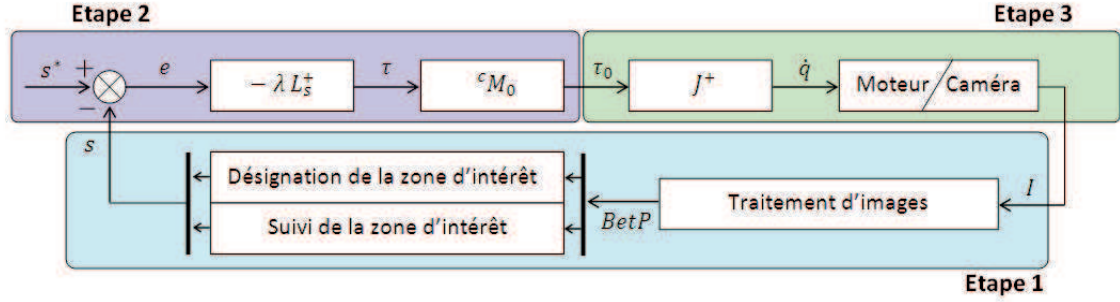 Etape 2
Etape 3
s* + − e − λ L_s^+ τ ^cM_0 τ_0 J^+ q̇ Moteur / Caméra
s
Désignation de la zone d'intérêt
Suivi de la zone d'intérêt
BetP
Traitement d'images
I
Etape 1